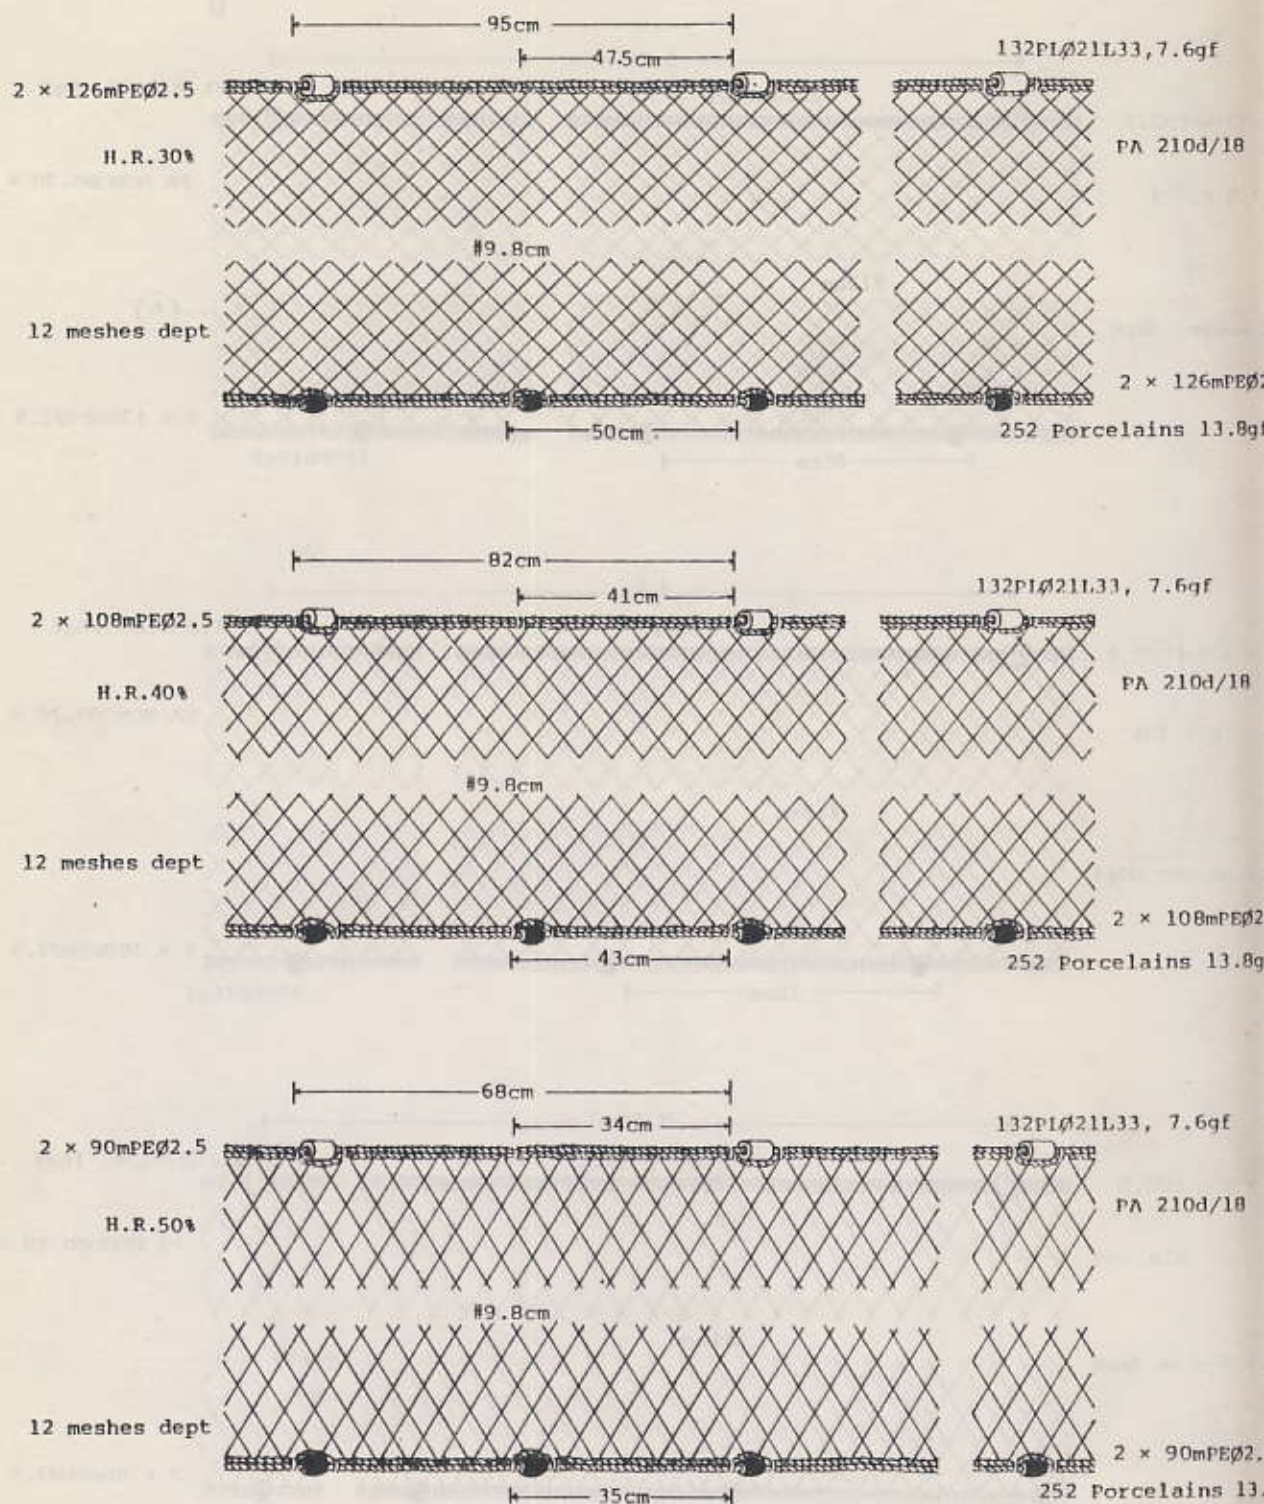 95cm
47.5cm
132PLØ21L33,7.6gf
2 × 126mPEØ2.5
H.R.30%
PA 210d/18
#9.8cm
12 meshes dept
2 × 126mPEØ2
50cm
252 Porcelains 13.8gf
82cm
41cm
132PLØ21L33, 7.6gf
2 × 108mPEØ2.5
H.R.40%
PA 210d/18
#9.8cm
12 meshes dept
2 × 108mPEØ2
43cm
252 Porcelains 13.8g
68cm
34cm
132PLØ21L33, 7.6gf
2 × 90mPEØ2.5
H.R.50%
PA 210d/18
#9.8cm
12 meshes dept
2 × 90mPEØ2.
35cm
252 Porcelains 13.